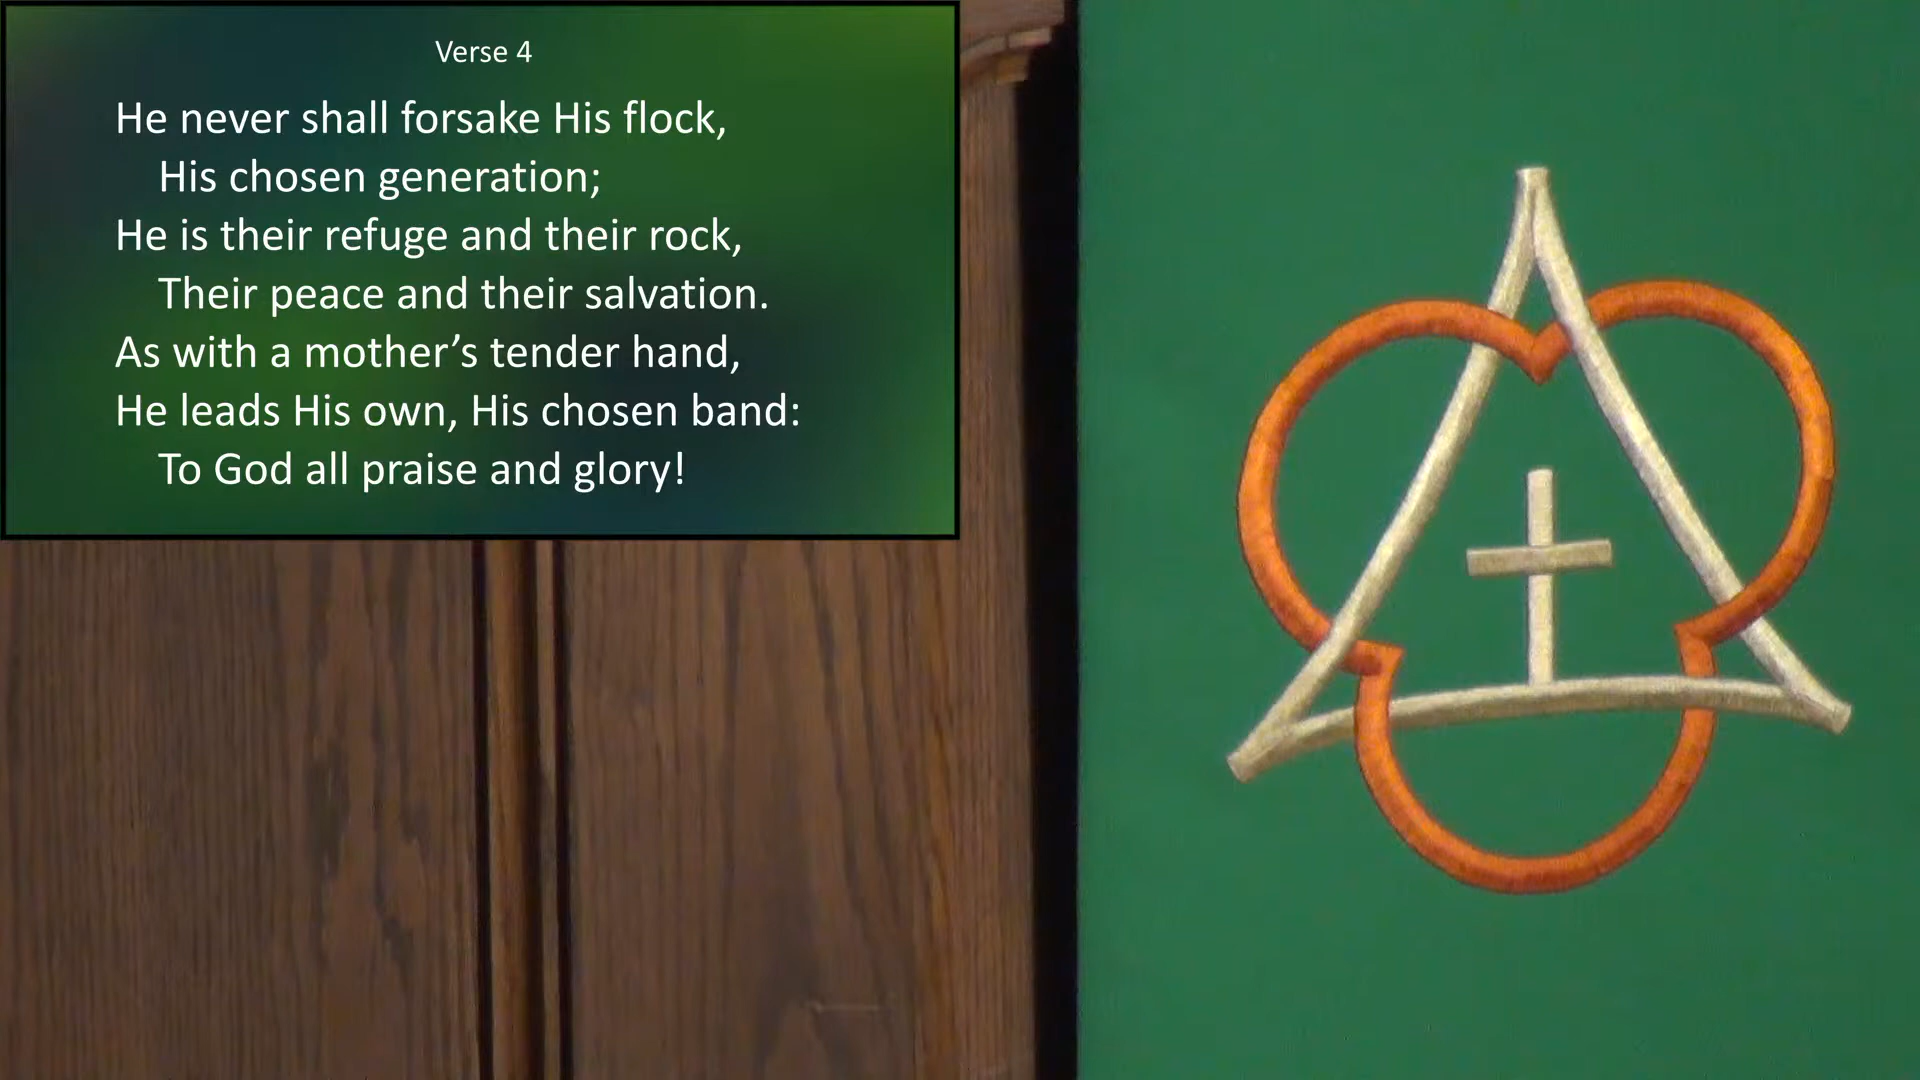 Verse 4
He never shall forsake His flock,
His chosen generation;
He is their refuge and their rock,
Their peace and their salvation.
As with a mother’s tender hand,
He leads His own, His chosen band:
To God all praise and glory!